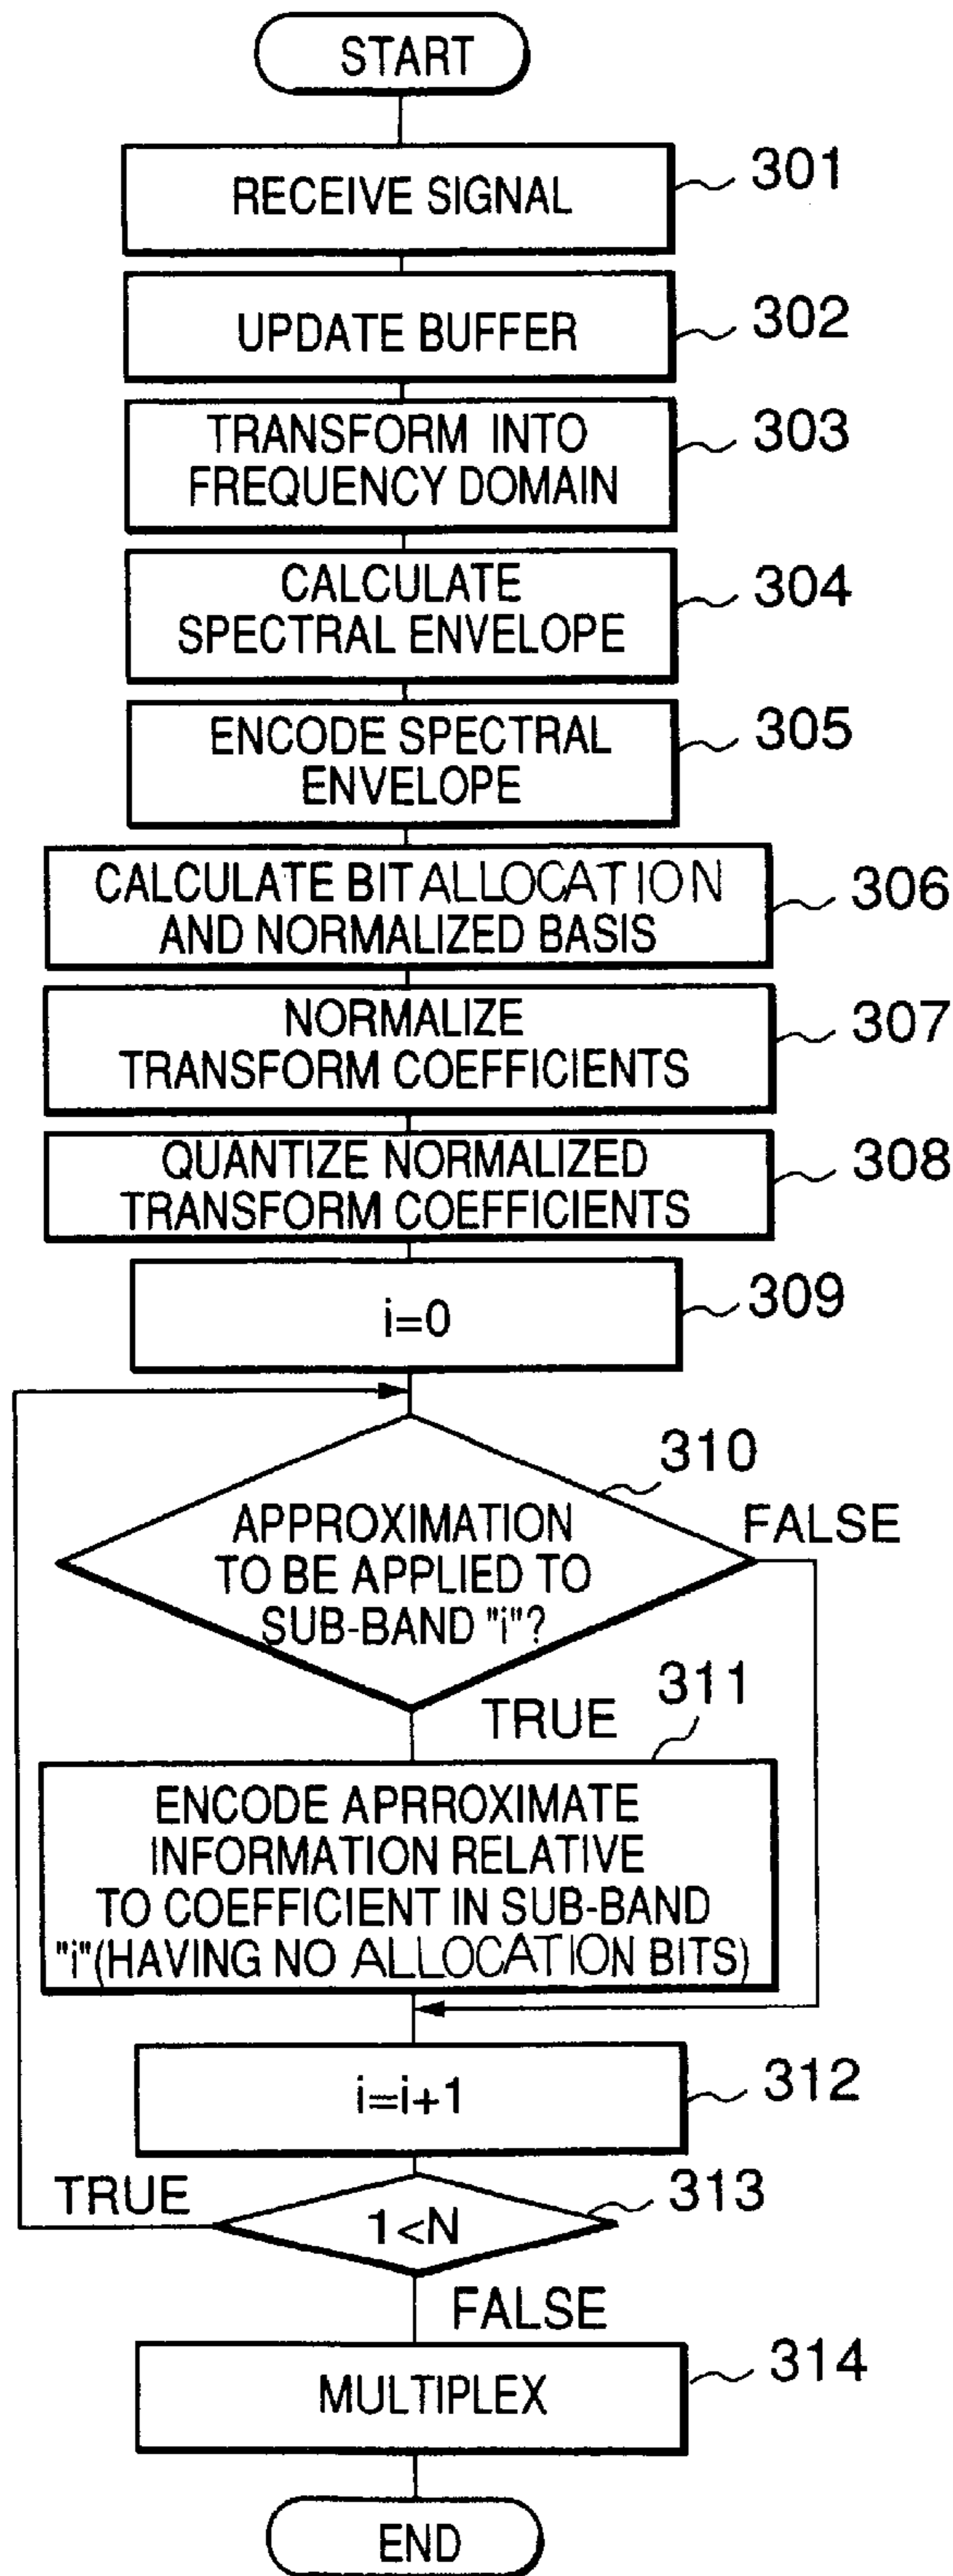 START
RECEIVE SIGNAL
301
UPDATE BUFFER
302
TRANSFORM INTO
FREQUENCY DOMAIN
303
CALCULATE
SPECTRAL ENVELOPE
304
ENCODE SPECTRAL
ENVELOPE
305
CALCULATE BIT ALLOCATION
AND NORMALIZED BASIS
306
NORMALIZE
TRANSFORM COEFFICIENTS
307
QUANTIZE NORMALIZED
TRANSFORM COEFFICIENTS
308
i=0
309
310
APPROXIMATION
TO BE APPLIED TO
SUB-BAND "i"?
FALSE
TRUE
311
ENCODE APRROXIMATE
INFORMATION RELATIVE
TO COEFFICIENT IN SUB-BAND
"i"(HAVING NO ALLOCATION BITS)
i=i+1
312
TRUE
1<N
313
FALSE
MULTIPLEX
314
END